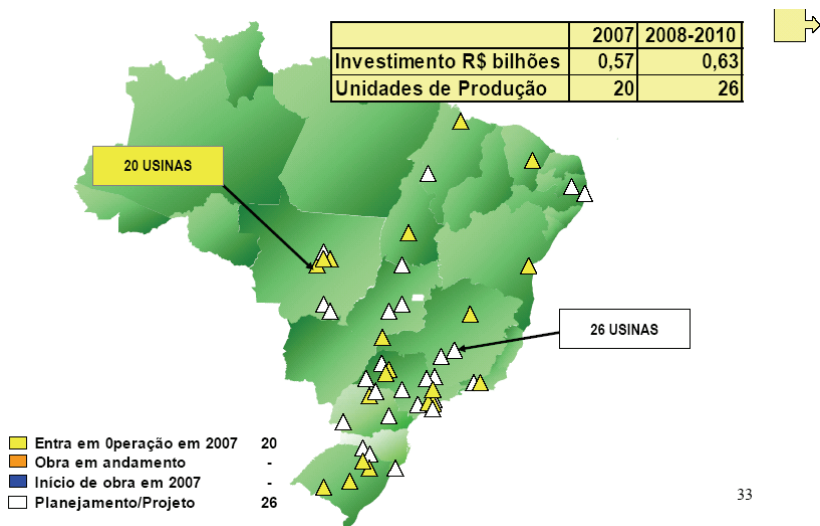 2007 2008-2010
Investimento R$ bilhões 0,57 0,63
Unidades de Produção 20 26
20 USINAS
26 USINAS
Entra em 0peração em 2007 20
Obra em andamento -
Início de obra em 2007 -
Planejamento/Projeto 26
33